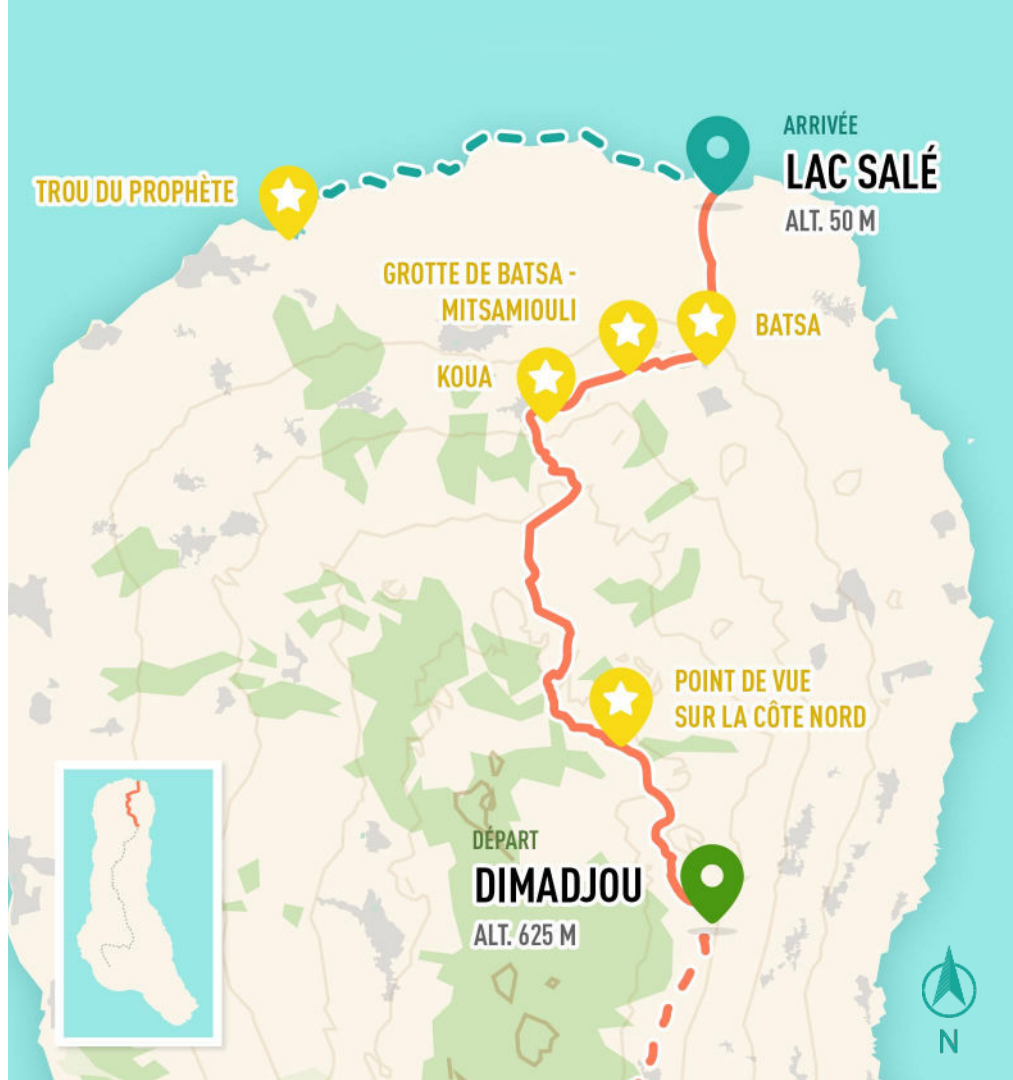 ARRIVÉE
LAC SALÉ
ALT. 50 M
TROU DU PROPHÈTE
GROTTE DE BATSA -
MITSAMIOULI
BATSA
KOUA
POINT DE VUE
SUR LA CÔTE NORD
DÉPART
DIMADJOU
ALT. 625 M
N